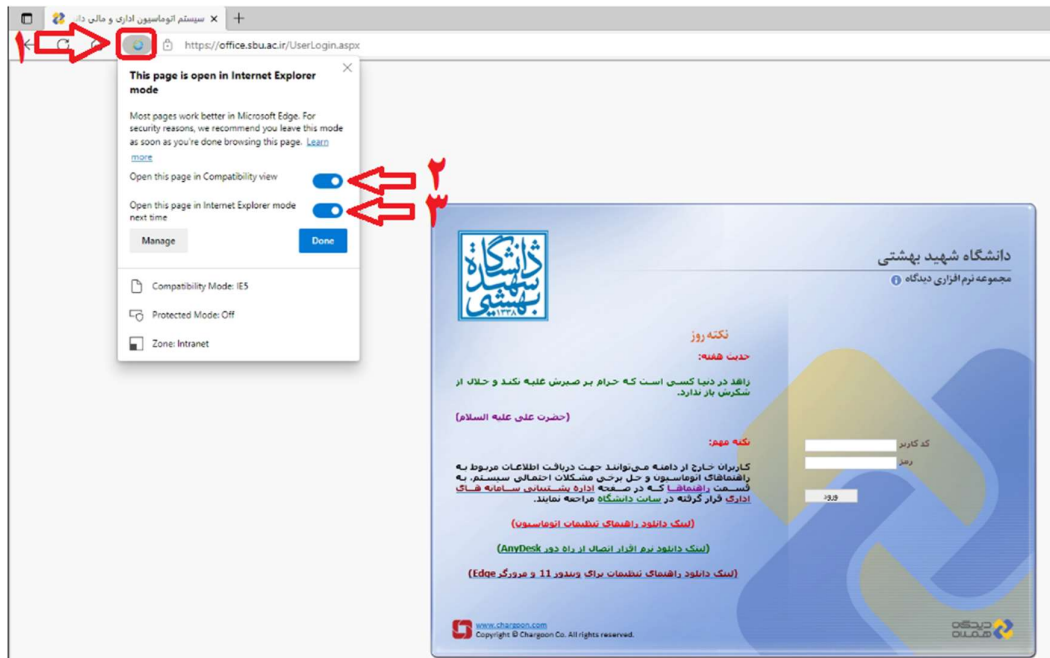 سیستم اتوماسیون اداری و مالی دان
https://office.sbu.ac.ir/UserLogin.aspx
۱
This page is open in Internet Explorer
mode
Most pages work better in Microsoft Edge. For
security reasons, we recommend you leave this mode
as soon as you're done browsing this page. Learn
more
Open this page in Compatibility view
۲
Open this page in Internet Explorer mode
next time
۳
Manage
Done
Compatibility Mode: IE5
Protected Mode: Off
Zone: Intranet
دانشگاه شهید بهشتی
۱۳۳۸
دانشگاه شهید بهشتی
مجموعه نرم افزاری دیدگاه
نکته روز
حدیث هفته:
زاهد در دنیا کسی است که حرام بر صبرش غلبه نکند و حلال از
شکرش باز ندارد.
(حضرت علی علیه السلام)
نکته مهم:
کاربران خارج از دامنه می‌توانند جهت دریافت اطلاعات مربوط به
راهنماهای اتوماسیون و حل برخی مشکلات احتمالی سیستم، به
قسمت راهنماها که در صفحه اداره پشتیبانی سامانه های
اداری قرار گرفته در سایت دانشگاه مراجعه نمایند.
(لینک دانلود راهنمای تنظیمات اتوماسیون)
(لینک دانلود نرم افزار اتصال از راه دور AnyDesk)
(لینک دانلود راهنمای تنظیمات برای ویندوز 11 و مرورگر Edge)
کد کاربر
رمز
ورود
www.chargoon.com
Copyright © Chargoon Co. All rights reserved.
دیدگاه
همراه